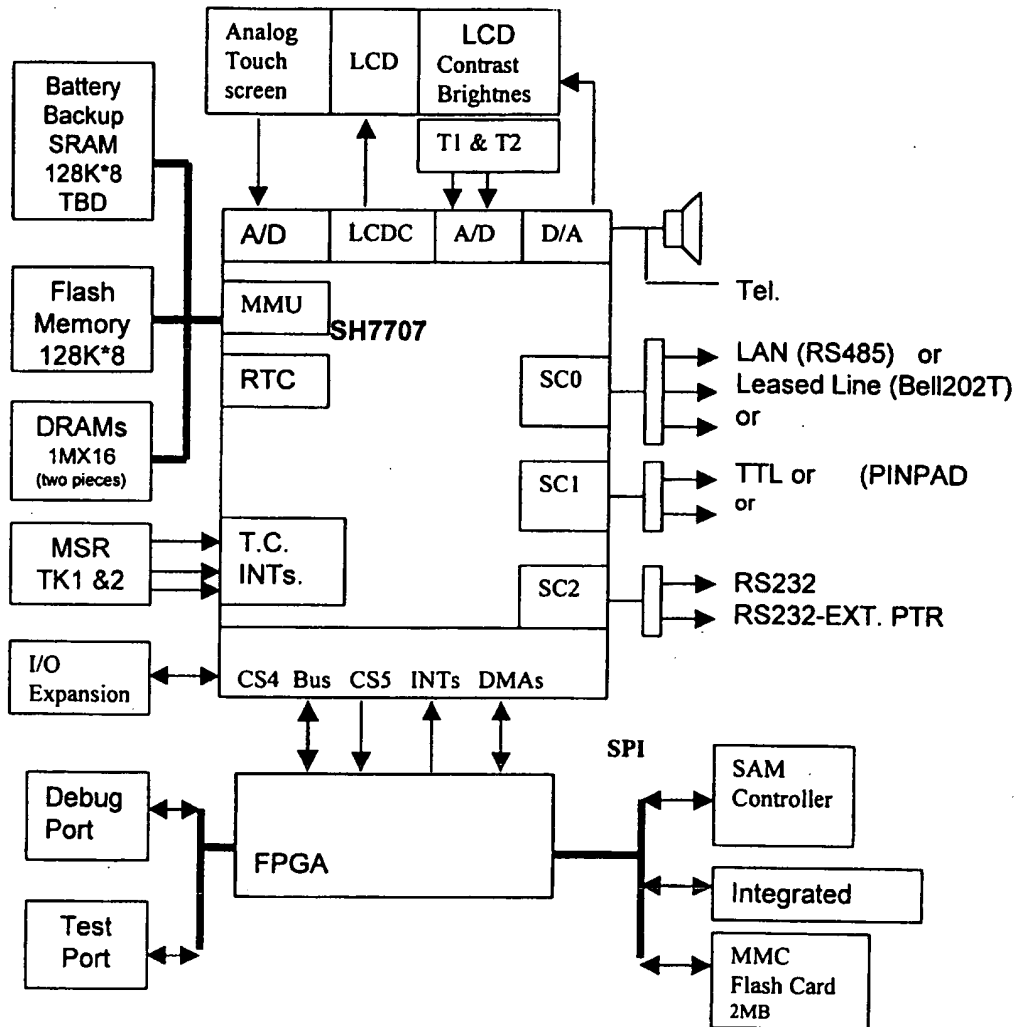 Analog
Touch
screen
LCD
LCD
Contrast
Brightnes
T1 & T2
Battery
Backup
SRAM
128K*8
TBD
A/D
LCDC
A/D
D/A
Tel.
Flash
Memory
128K*8
MMU
SH7707
RTC
SC0
LAN (RS485) or
Leased Line (Bell202T)
or
DRAMs
1MX16
(two pieces)
SC1
TTL or (PINPAD
or
MSR
TK1 &2
T.C.
INTs.
SC2
RS232
RS232-EXT. PTR
I/O
Expansion
CS4 Bus CS5 INTs DMAs
SPI
Debug
Port
FPGA
SAM
Controller
Integrated
Test
Port
MMC
Flash Card
2MB